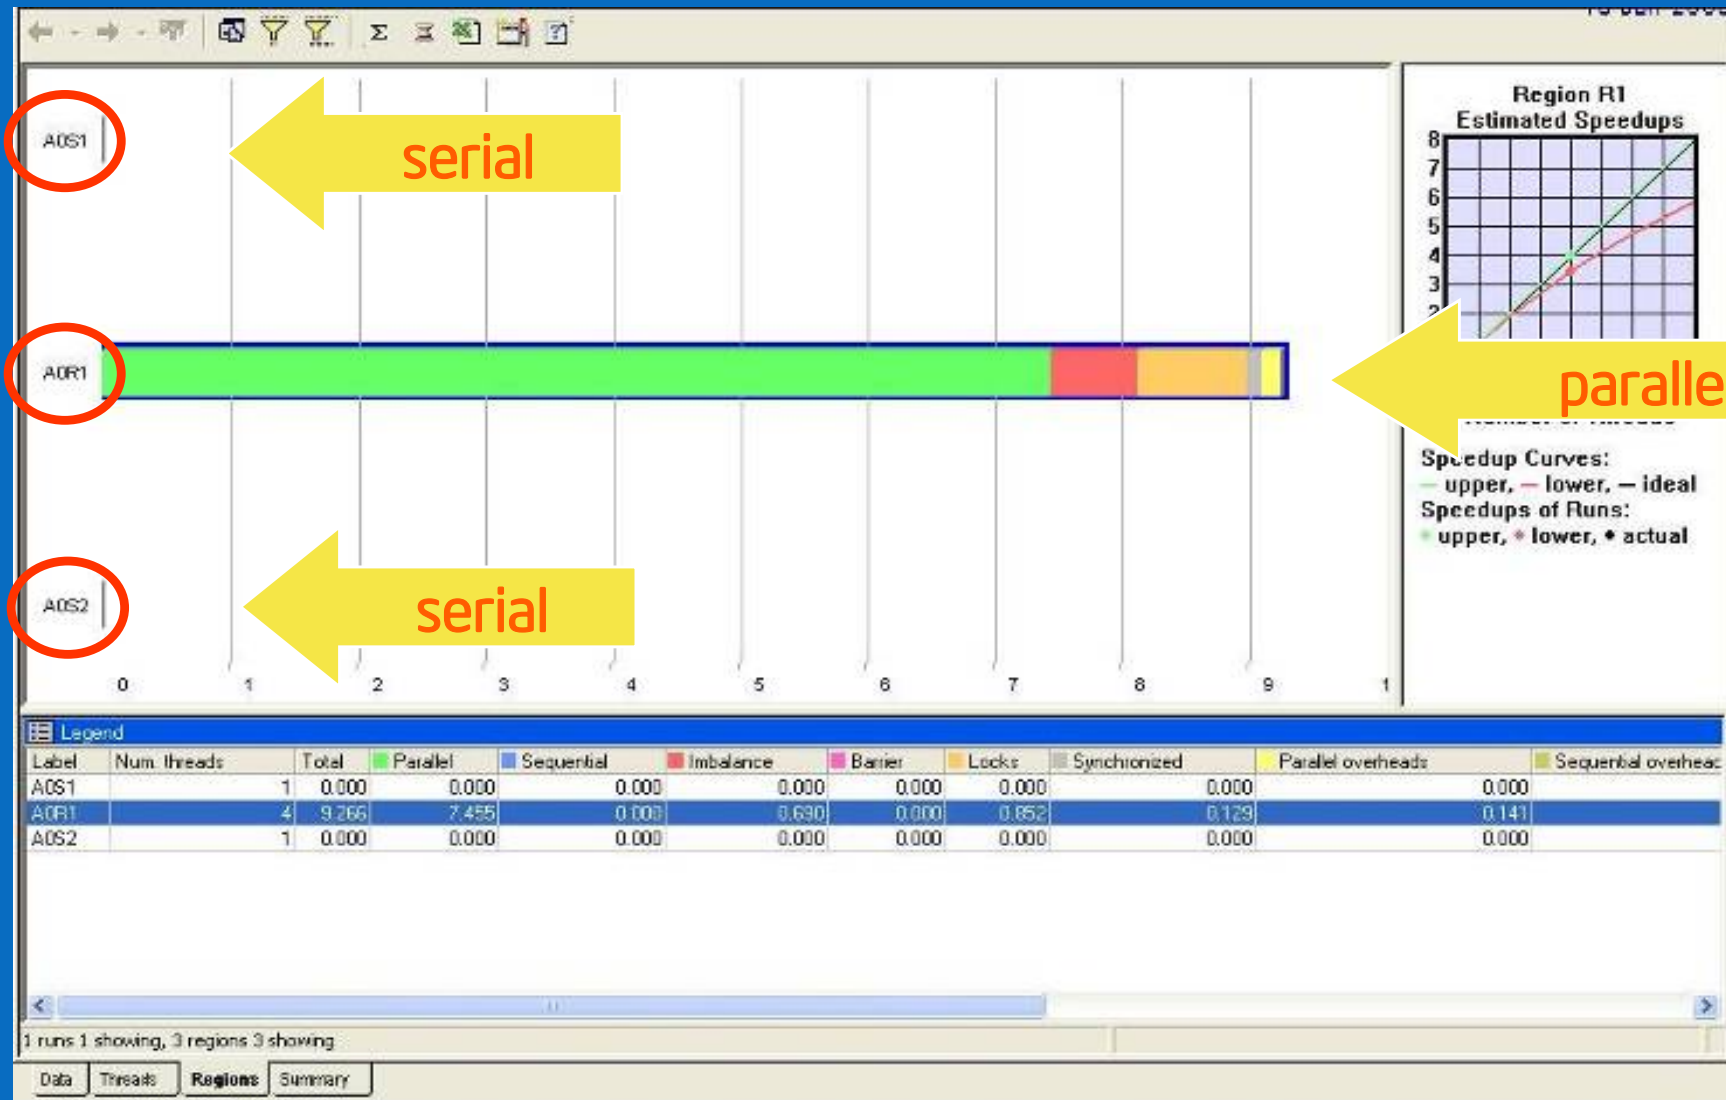 A0S1
serial
Region R1
Estimated Speedups
8
7
6
5
4
3
A0R1
paralle
Speedup Curves:
upper, lower, ideal
Speedups of Runs:
upper, lower, actual
A0S2
serial
0 1 2 3 4 5 6 7 8 9 1
Legend
Label Num. threads Total Parallel Sequential Imbalance Barrier Locks Synchronized Parallel overheads Sequential overheac
A0S1 1 0.000 0.000 0.000 0.000 0.000 0.000 0.000 0.000
A0R1 4 9.266 7.455 0.000 0.690 0.000 0.852 0.129 0.141
A0S2 1 0.000 0.000 0.000 0.000 0.000 0.000 0.000 0.000
1 runs 1 showing, 3 regions 3 showing
Data Threads Regions Summary